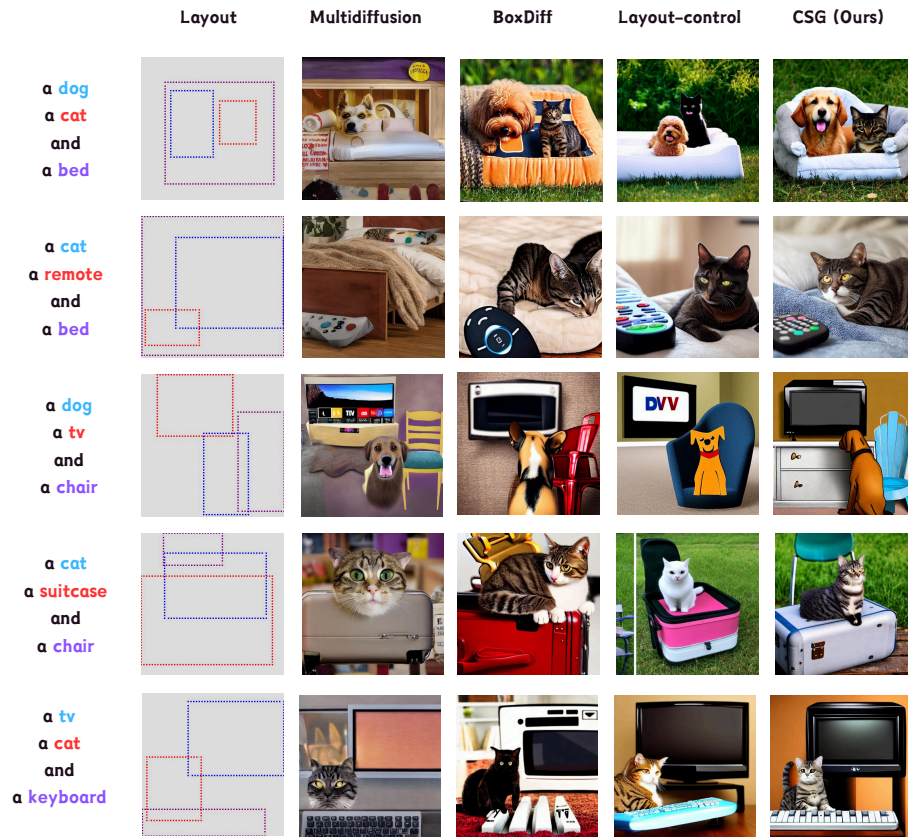 Layout Multidiffusion BoxDiff Layout-control CSG (Ours)
a dog
a cat
and
a bed
a cat
a remote
and
a bed
a dog
a tv
and
a chair
DVV
a cat
a suitcase
and
a chair
a tv
a cat
and
a keyboard